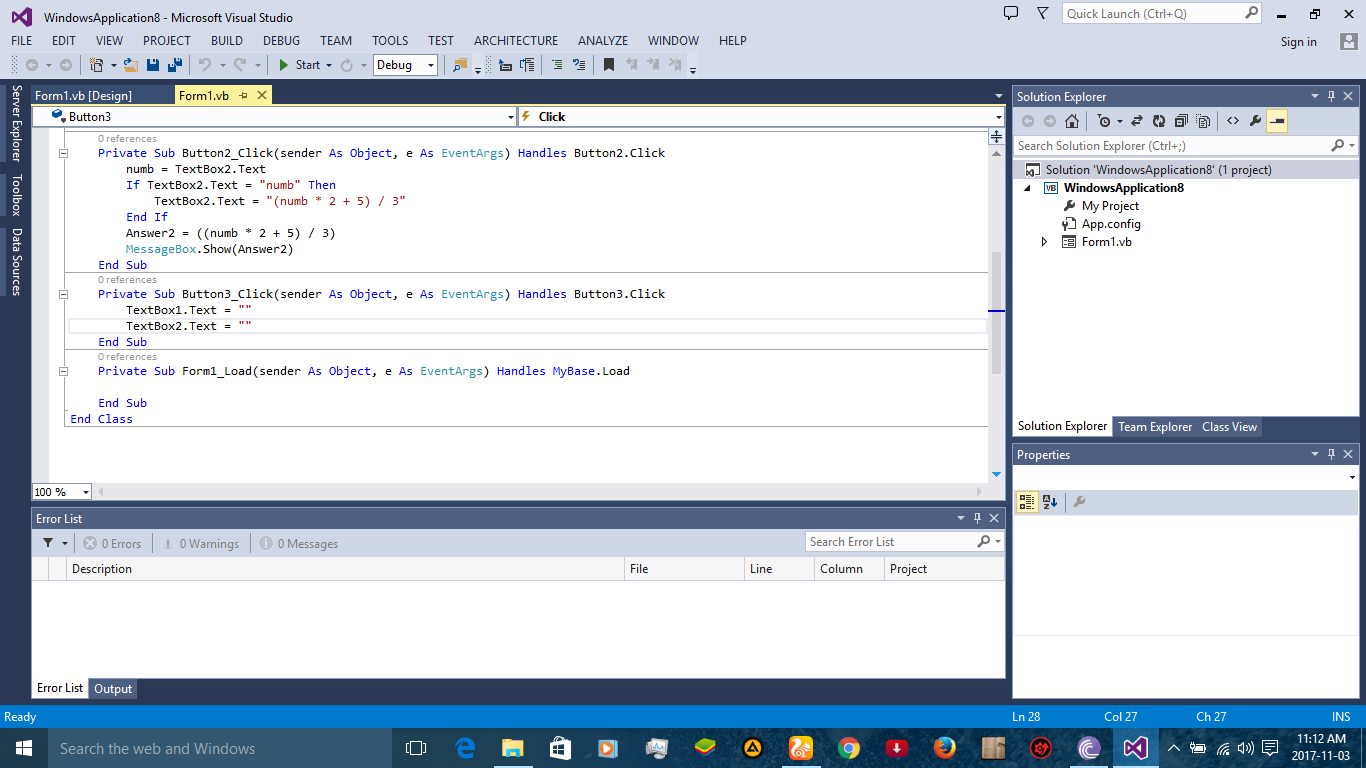 WindowsApplication8 - Microsoft Visual Studio
Quick Launch (Ctrl+Q)
FILE EDIT VIEW PROJECT BUILD DEBUG TEAM TOOLS TEST ARCHITECTURE ANALYZE WINDOW HELP
Sign in
Start Debug
Server Explorer
Toolbox
Data Sources
Form1.vb [Design] Form1.vb
Button3 Click
0 references
Private Sub Button2_Click(sender As Object, e As EventArgs) Handles Button2.Click
numb = TextBox2.Text
If TextBox2.Text = "numb" Then
TextBox2.Text = "(numb * 2 + 5) / 3"
End If
Answer2 = ((numb * 2 + 5) / 3)
MessageBox.Show(Answer2)
End Sub
0 references
Private Sub Button3_Click(sender As Object, e As EventArgs) Handles Button3.Click
TextBox1.Text = ""
TextBox2.Text = ""
End Sub
0 references
Private Sub Form1_Load(sender As Object, e As EventArgs) Handles MyBase.Load
End Sub
End Class
100 %
Error List
0 Errors 0 Warnings 0 Messages
Search Error List
Description File Line Column Project
Error List Output
Solution Explorer
Search Solution Explorer (Ctrl+;)
Solution 'WindowsApplication8' (1 project)
VB WindowsApplication8
My Project
App.config
Form1.vb
Solution Explorer Team Explorer Class View
Properties
Ready
Ln 28 Col 27 Ch 27 INS
Search the web and Windows
11:12 AM
2017-11-03